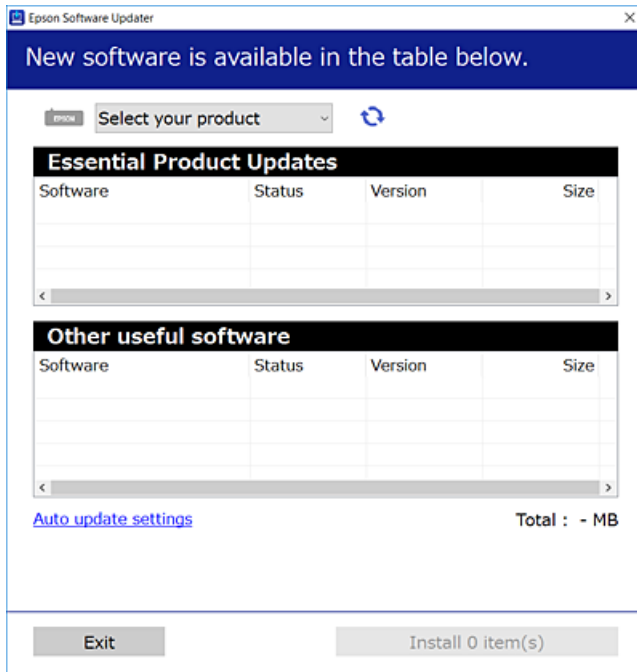 Epson Software Updater
New software is available in the table below.
EPSON Select your product
Essential Product Updates
Software Status Version Size
Other useful software
Software Status Version Size
Auto update settings Total : - MB
Exit Install 0 item(s)